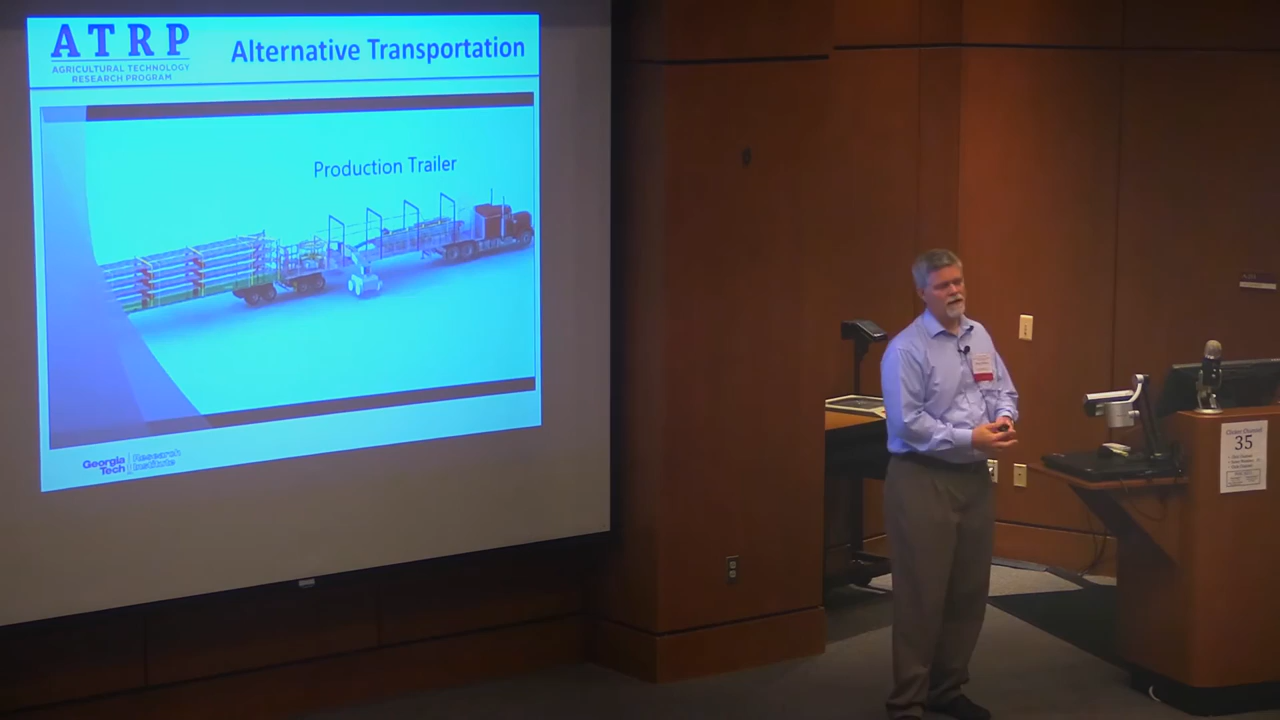 ATRP
AGRICULTURAL TECHNOLOGY
RESEARCH PROGRAM
Alternative Transportation
Production Trailer
Georgia
Tech
Research
Institute
35